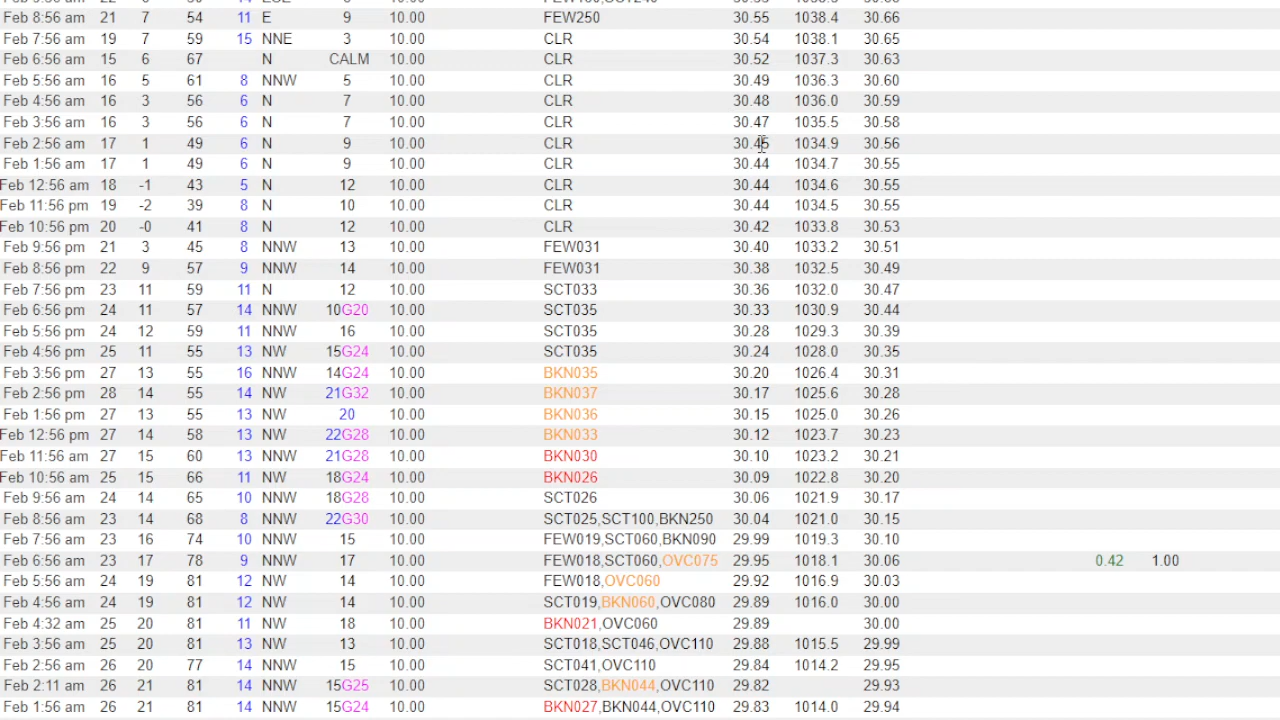 Feb 8:56 am 21 7 54 11 E 9 10.00 FEW250 30.55 1038.4 30.66
Feb 7:56 am 19 7 59 15 NNE 3 10.00 CLR 30.54 1038.1 30.65
Feb 6:56 am 15 6 67 N CALM 10.00 CLR 30.52 1037.3 30.63
Feb 5:56 am 16 5 61 8 NNW 5 10.00 CLR 30.49 1036.3 30.60
Feb 4:56 am 16 3 56 6 N 7 10.00 CLR 30.48 1036.0 30.59
Feb 3:56 am 16 3 56 6 N 7 10.00 CLR 30.47 1035.5 30.58
Feb 2:56 am 17 1 49 6 N 9 10.00 CLR 30.45 1034.9 30.56
Feb 1:56 am 17 1 49 6 N 9 10.00 CLR 30.44 1034.7 30.55
Feb 12:56 am 18 -1 43 5 N 12 10.00 CLR 30.44 1034.6 30.55
Feb 11:56 pm 19 -2 39 8 N 10 10.00 CLR 30.44 1034.5 30.55
Feb 10:56 pm 20 -0 41 8 N 12 10.00 CLR 30.42 1033.8 30.53
Feb 9:56 pm 21 3 45 8 NNW 13 10.00 FEW031 30.40 1033.2 30.51
Feb 8:56 pm 22 9 57 9 NNW 14 10.00 FEW031 30.38 1032.5 30.49
Feb 7:56 pm 23 11 59 11 N 12 10.00 SCT033 30.36 1032.0 30.47
Feb 6:56 pm 24 11 57 14 NNW 10G20 10.00 SCT035 30.33 1030.9 30.44
Feb 5:56 pm 24 12 59 11 NNW 16 10.00 SCT035 30.28 1029.3 30.39
Feb 4:56 pm 25 11 55 13 NW 15G24 10.00 SCT035 30.24 1028.0 30.35
Feb 3:56 pm 27 13 55 16 NNW 14G24 10.00 BKN035 30.20 1026.4 30.31
Feb 2:56 pm 28 14 55 14 NW 21G32 10.00 BKN037 30.17 1025.6 30.28
Feb 1:56 pm 27 13 55 13 NW 20 10.00 BKN036 30.15 1025.0 30.26
Feb 12:56 pm 27 14 58 13 NW 22G28 10.00 BKN033 30.12 1023.7 30.23
Feb 11:56 am 27 15 60 13 NNW 21G28 10.00 BKN030 30.10 1023.2 30.21
Feb 10:56 am 25 15 66 11 NW 18G24 10.00 BKN026 30.09 1022.8 30.20
Feb 9:56 am 24 14 65 10 NNW 18G28 10.00 SCT026 30.06 1021.9 30.17
Feb 8:56 am 23 14 68 8 NNW 22G30 10.00 SCT025,SCT100,BKN250 30.04 1021.0 30.15
Feb 7:56 am 23 16 74 10 NNW 15 10.00 FEW019,SCT060,BKN090 29.99 1019.3 30.10
Feb 6:56 am 23 17 78 9 NNW 17 10.00 FEW018,SCT060,OVC075 29.95 1018.1 30.06 0.42 1.00
Feb 5:56 am 24 19 81 12 NW 14 10.00 FEW018,OVC060 29.92 1016.9 30.03
Feb 4:56 am 24 19 81 12 NW 14 10.00 SCT019,BKN060,OVC080 29.89 1016.0 30.00
Feb 4:32 am 25 20 81 11 NW 18 10.00 BKN021,OVC060 29.89 30.00
Feb 3:56 am 25 20 81 13 NW 13 10.00 SCT018,SCT046,OVC110 29.88 1015.5 29.99
Feb 2:56 am 26 20 77 14 NNW 15 10.00 SCT041,OVC110 29.84 1014.2 29.95
Feb 2:11 am 26 21 81 14 NNW 15G25 10.00 SCT028,BKN044,OVC110 29.82 29.93
Feb 1:56 am 26 21 81 14 NNW 15G24 10.00 BKN027,BKN044,OVC110 29.83 1014.0 29.94